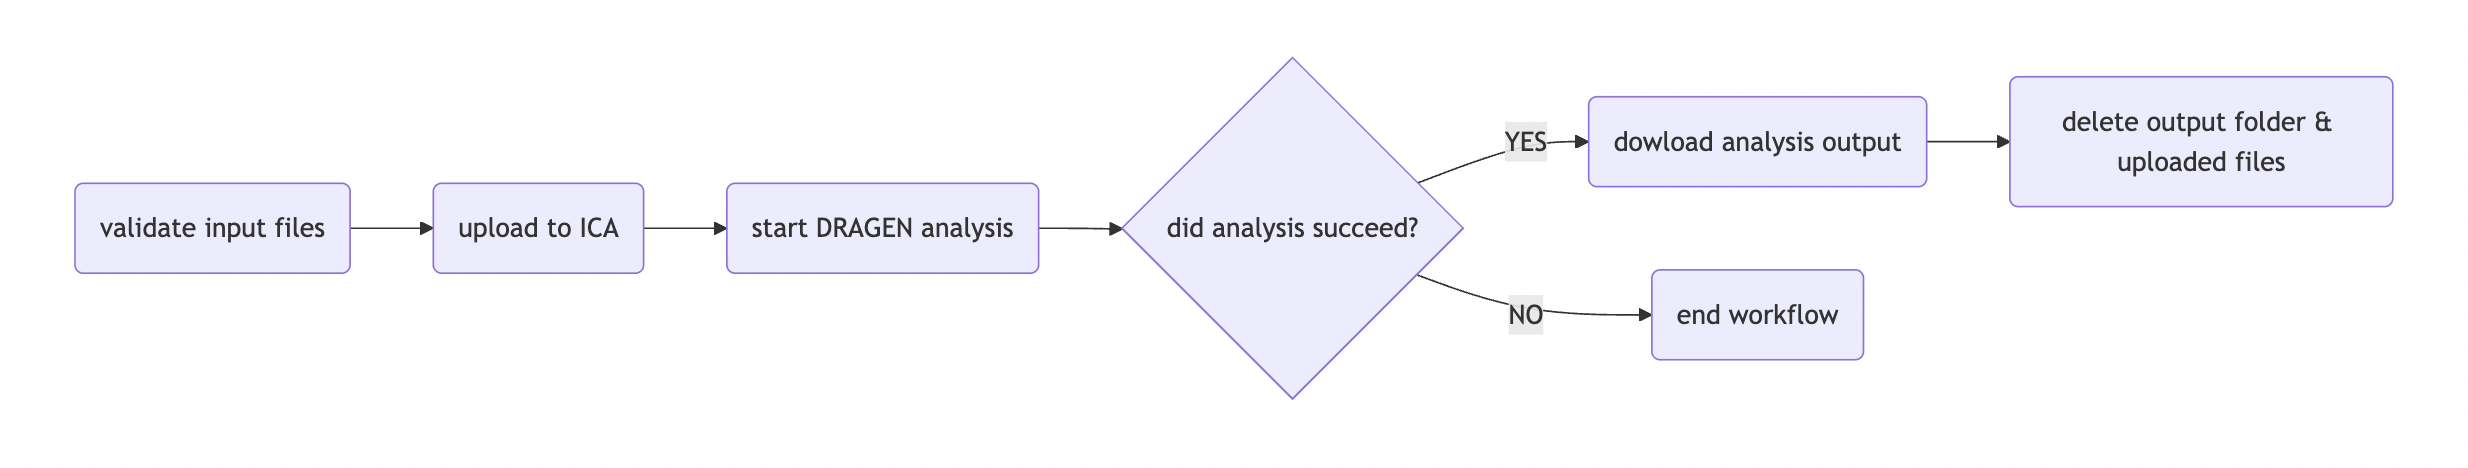 validate input files
upload to ICA
start DRAGEN analysis
did analysis succeed?
YES
dowload analysis output
delete output folder &
uploaded files
NO
end workflow